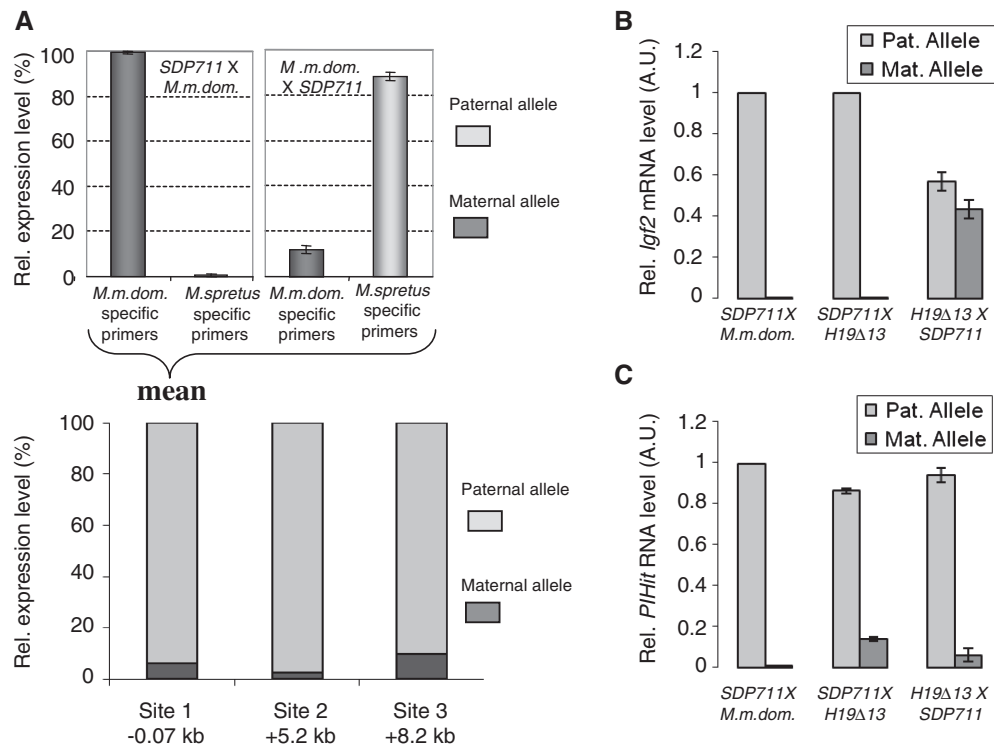 A
Rel. expression level (%)
100
80
60
40
20
0
SDP711 X
M.m.dom.
M .m.dom.
X SDP711
Paternal allele
Maternal allele
M.m.dom.
specific
primers
M.spretus
specific
primers
M.m.dom.
specific
primers
M.spretus
specific
primers
mean
Rel. expression level (%)
100
80
60
40
20
0
Paternal allele
Maternal allele
Site 1
-0.07 kb
Site 2
+5.2 kb
Site 3
+8.2 kb
B
Rel. Igf2 mRNA level (A.U.)
1.2
1
0.8
0.6
0.4
0.2
0
Pat. Allele
Mat. Allele
SDP711X
M.m.dom.
SDP711X
H19Δ13
H19Δ13 X
SDP711
C
Rel. PIHit RNA level (A.U.)
1.2
1
0.8
0.6
0.4
0.2
0
Pat. Allele
Mat. Allele
SDP711X
M.m.dom.
SDP711X
H19Δ13
H19Δ13 X
SDP711